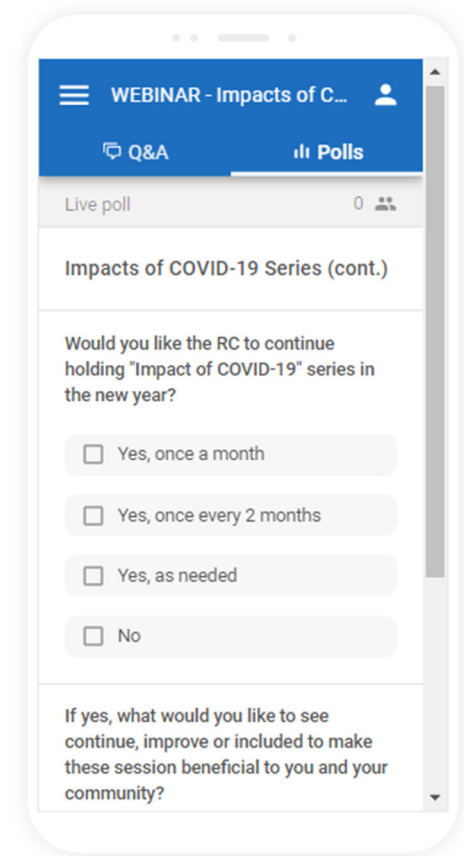 WEBINAR - Impacts of C...
Q&A
Polls
Live poll
0
Impacts of COVID-19 Series (cont.)
Would you like the RC to continue
holding "Impact of COVID-19" series in
the new year?
Yes, once a month
Yes, once every 2 months
Yes, as needed
No
If yes, what would you like to see
continue, improve or included to make
these session beneficial to you and your
community?